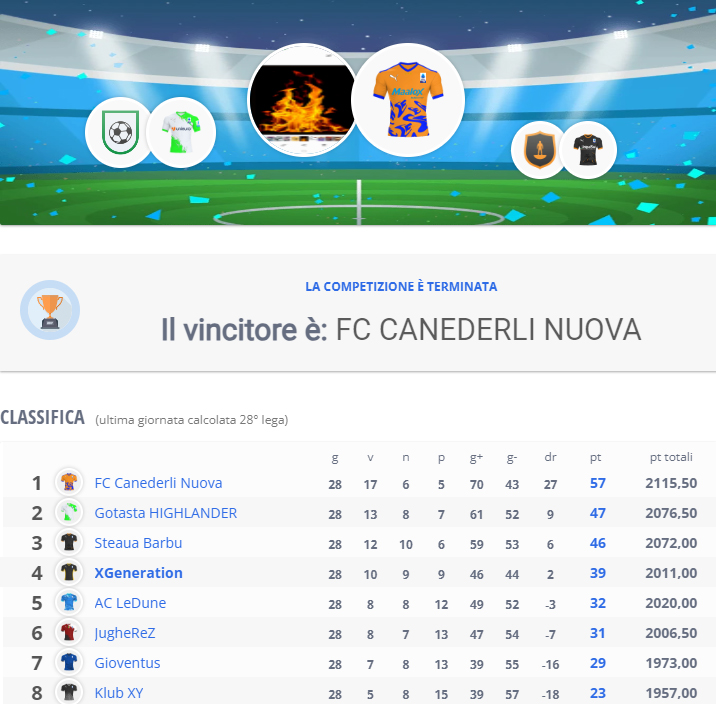 Maalox
LA COMPETIZIONE È TERMINATA
Il vincitore è: FC CANEDERLI NUOVA
CLASSIFICA (ultima giornata calcolata 28° lega)
g v n p g+ g- dr pt pt totali
1 FC Canederli Nuova 28 17 6 5 70 43 27 57 2115,50
2 Gotasta HIGHLANDER 28 13 8 7 61 52 9 47 2076,50
3 Steaua Barbu 28 12 10 6 59 53 6 46 2072,00
4 XGeneration 28 10 9 9 46 44 2 39 2011,00
5 AC LeDune 28 8 8 12 49 52 -3 32 2020,00
6 JugheReZ 28 8 7 13 47 54 -7 31 2006,50
7 Gioventus 28 7 8 13 39 55 -16 29 1973,00
8 Klub XY 28 5 8 15 39 57 -18 23 1957,00